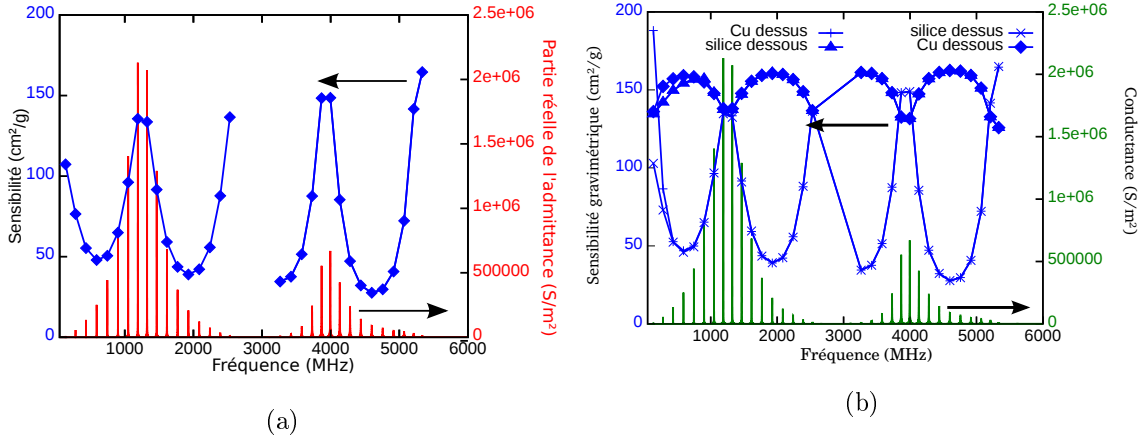 200
150
100
50
0
Sensibilité (cm²/g)
1000
2000
3000
4000
5000
6000
Fréquence (MHz)
2.5e+06
2e+06
1.5e+06
1e+06
500000
0
Partie réelle de l'admittance (S/m²)
(a)
200
150
100
50
0
Sensibilité gravimétrique (cm²/g)
Cu dessus
silice dessous
silice dessus
Cu dessous
0
1000
2000
3000
4000
5000
6000
Fréquence (MHz)
2.5e+06
2e+06
1.5e+06
1e+06
500000
0
Conductance (S/m²)
(b)